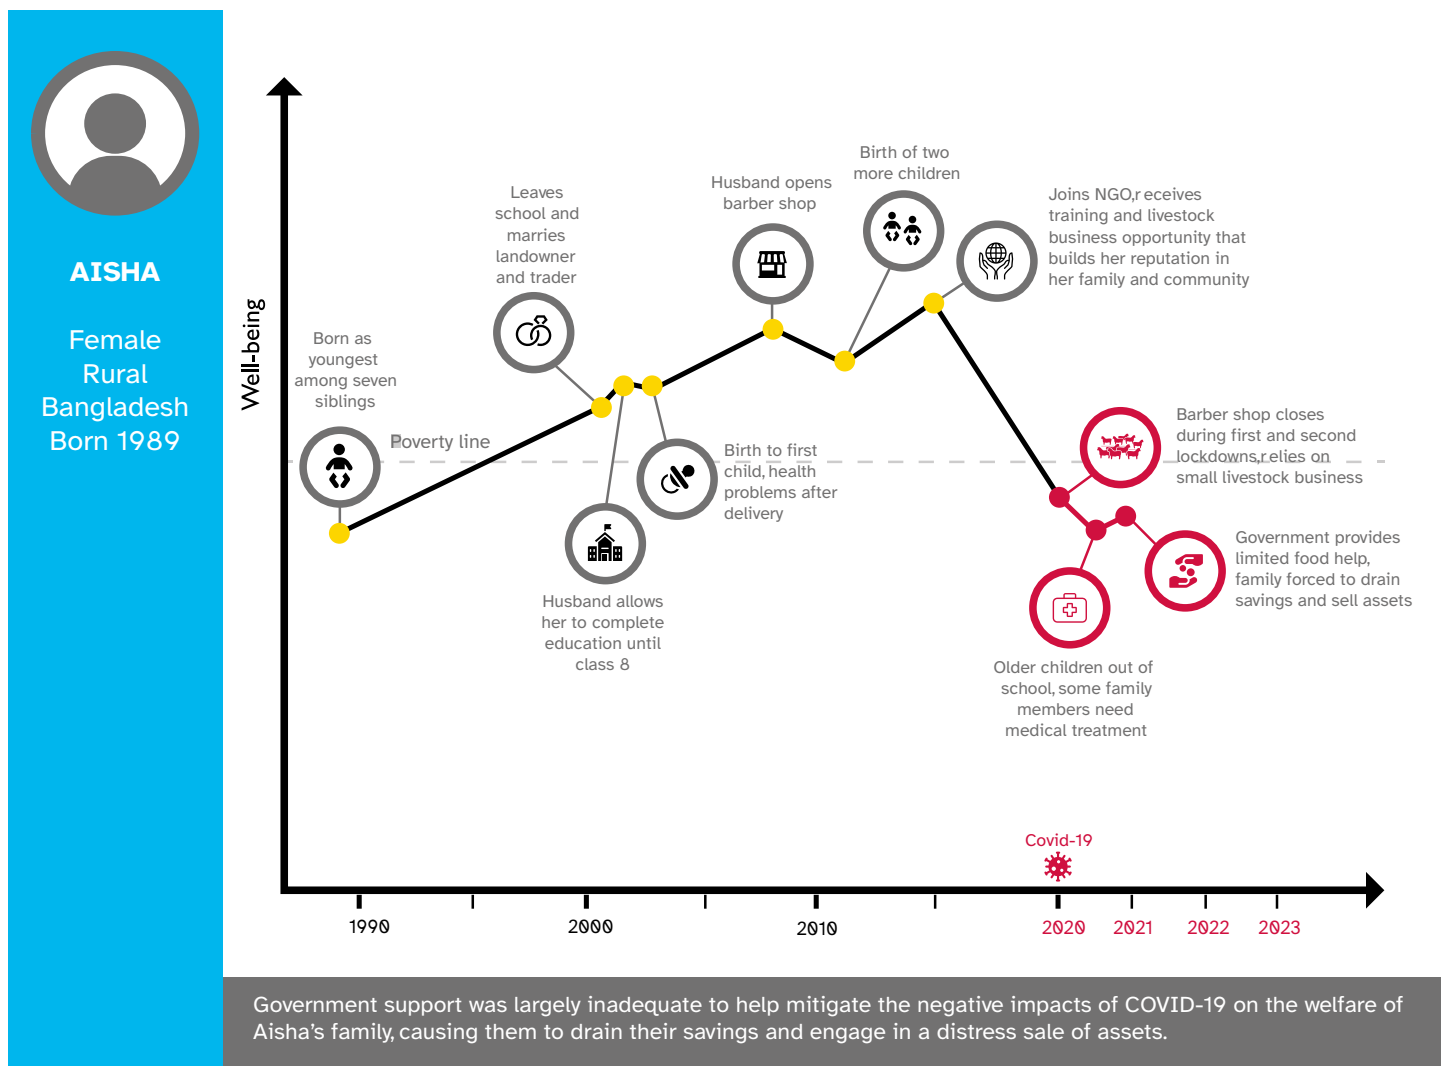 AISHA
Female
Rural
Bangladesh
Born 1989
Well-being
Born as
youngest
among seven
siblings
Poverty line
Leaves
school and
marries
landowner
and trader
Husband allows
her to complete
education until
class 8
Birth to first
child, health
problems after
delivery
Husband opens
barber shop
Birth of two
more children
Joins NGO,r eceives
training and livestock
business opportunity that
builds her reputation in
her family and community
Barber shop closes
during first and second
lockdowns,r elies on
small livestock business
Government provides
limited food help,
family forced to drain
savings and sell assets
Older children out of
school, some family
members need
medical treatment
Covid-19
1990
2000
2010
2020
2021
2022
2023
Government support was largely inadequate to help mitigate the negative impacts of COVID-19 on the welfare of
Aisha's family, causing them to drain their savings and engage in a distress sale of assets.